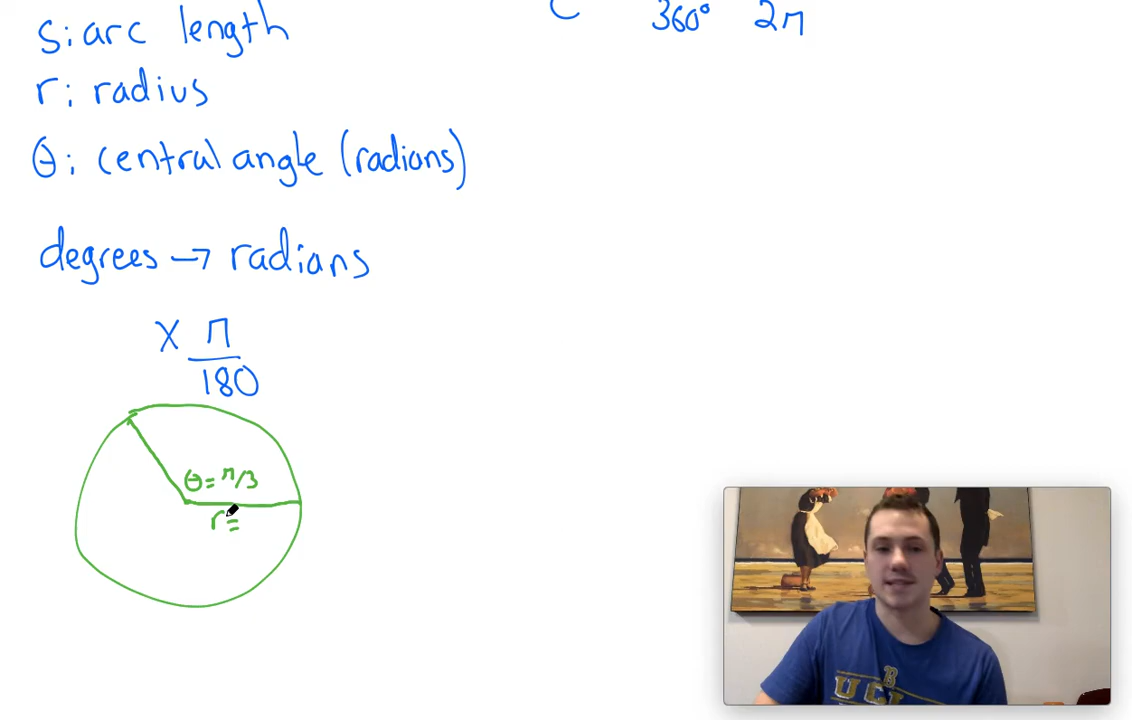 s: arc length
r: radius
θ: central angle (radians)
360° 2π
degrees → radians
× π
180
θ = π/3
r =